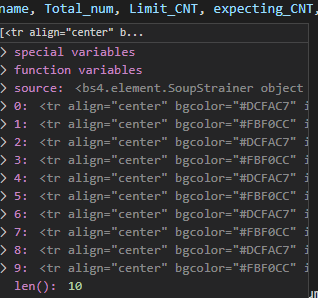 name, Total_num, Limit_CNT, expecting_CNT,
[<tr align="center" b...
> special variables
> function variables
> source: <bs4.element.SoupStrainer object
> 0: <tr align="center" bgcolor="#DCFAC7" i
> 1: <tr align="center" bgcolor="#FBF0CC" i
> 2: <tr align="center" bgcolor="#DCFAC7" i
> 3: <tr align="center" bgcolor="#FBF0CC" i
> 4: <tr align="center" bgcolor="#DCFAC7" i
> 5: <tr align="center" bgcolor="#FBF0CC" i
> 6: <tr align="center" bgcolor="#DCFAC7" i
> 7: <tr align="center" bgcolor="#FBF0CC" i
> 8: <tr align="center" bgcolor="#DCFAC7" i
> 9: <tr align="center" bgcolor="#FBF0CC" i
len(): 10